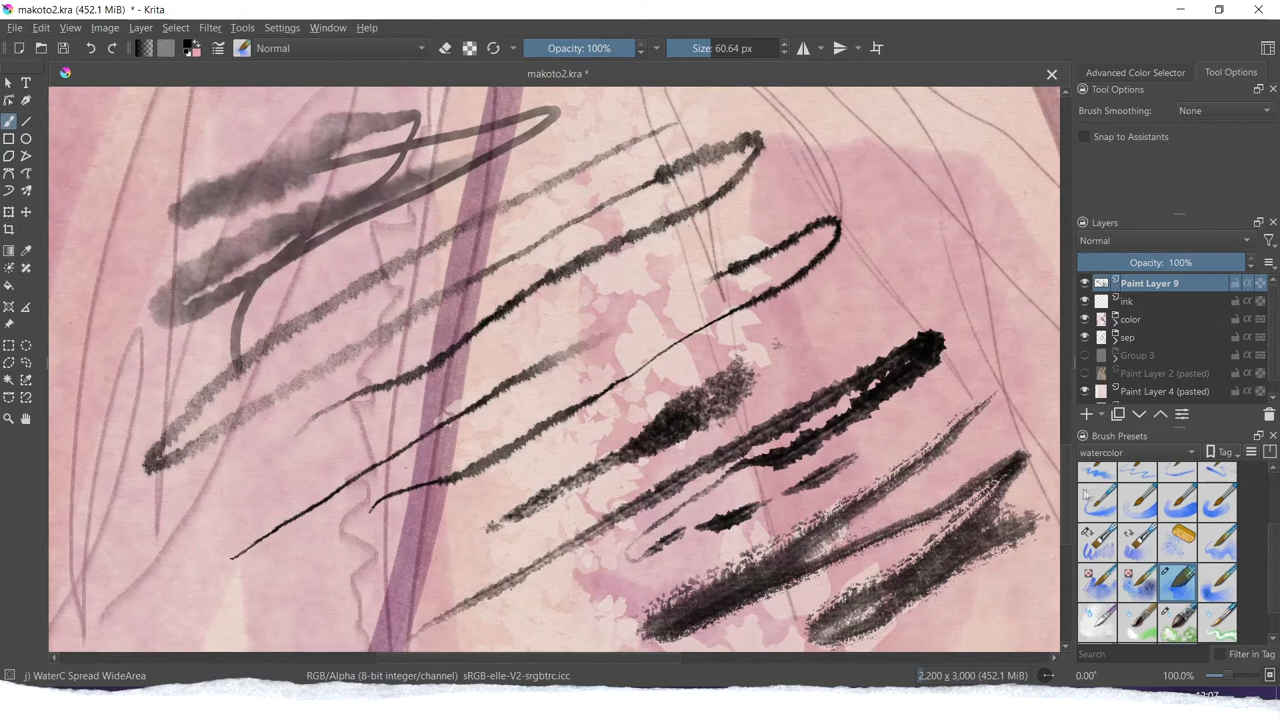 makoto2.kra (452.1 MiB) * - Krita
File Edit View Image Layer Select Filter Tools Settings Window Help
Normal Opacity: 100% Size: 60.64 px
makoto2.kra *
Advanced Color Selector Tool Options
Tool Options
Brush Smoothing: None
Snap to Assistants
Layers
Normal
Opacity: 100%
Paint Layer 9
ink
color
sep
Group 3
Paint Layer 2 (pasted)
Paint Layer 4 (pasted)
Brush Presets
watercolor Tag
Search Filter in Tag
j) WaterC Spread WideArea RGB/Alpha (8-bit integer/channel) sRGB-elle-V2-srgbtrc.icc 2,200 x 3,000 (452.1 MiB) 0.00° 100.0%